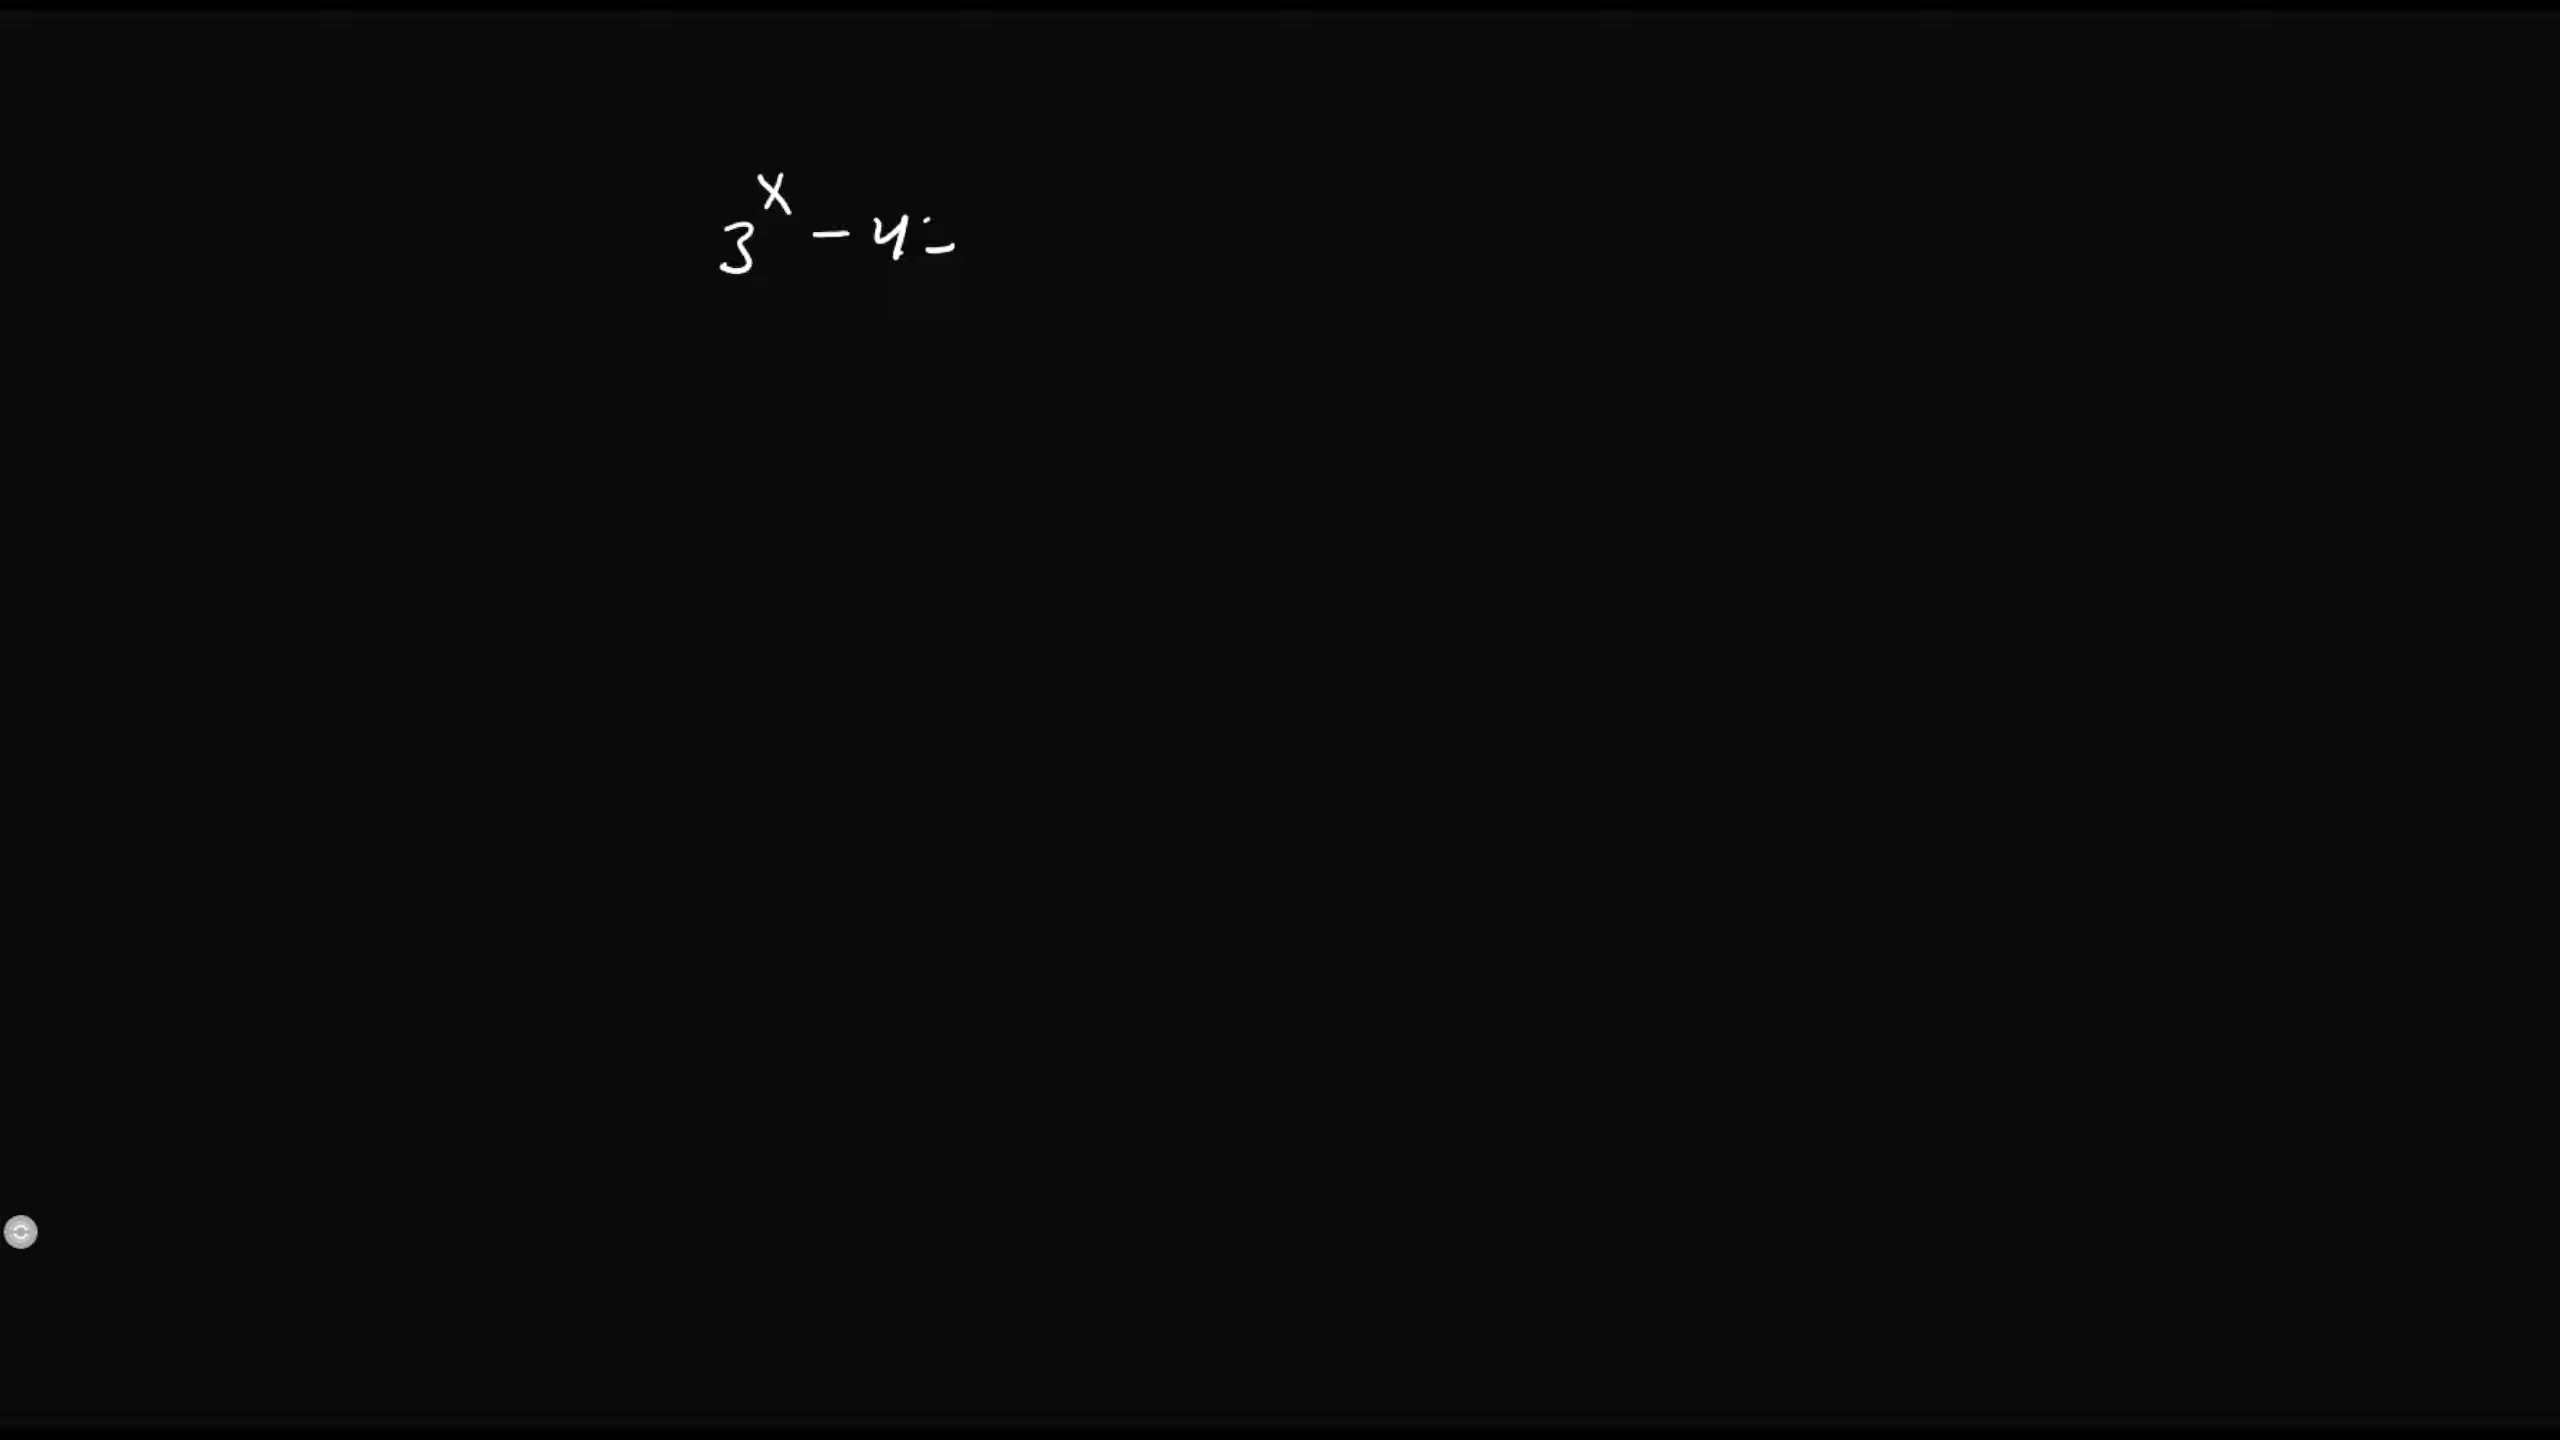 3^x - 4 =